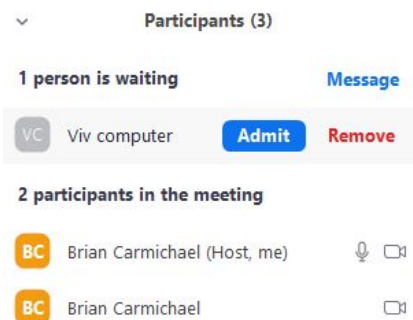 Participants (3)
1 person is waiting Message
VC Viv computer Admit Remove
2 participants in the meeting
BC Brian Carmichael (Host, me)
BC Brian Carmichael